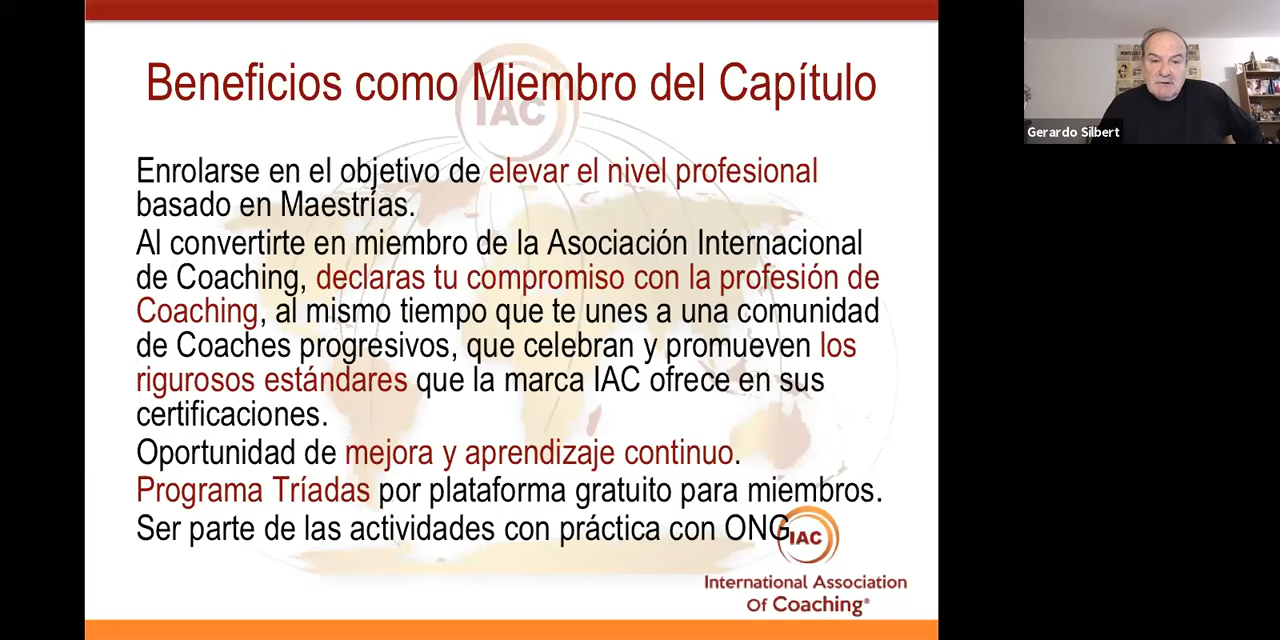 Beneficios como Miembro del Capítulo
IAC
Enrolarse en el objetivo de elevar el nivel profesional
basado en Maestrías.
Al convertirte en miembro de la Asociación Internacional
de Coaching, declaras tu compromiso con la profesión de
Coaching, al mismo tiempo que te unes a una comunidad
de Coaches progresivos, que celebran y promueven los
rigurosos estándares que la marca IAC ofrece en sus
certificaciones.
Oportunidad de mejora y aprendizaje continuo.
Programa Tríadas por plataforma gratuito para miembros.
Ser parte de las actividades con práctica con ONG
IAC
International Association
Of Coaching®
Gerardo Silbert